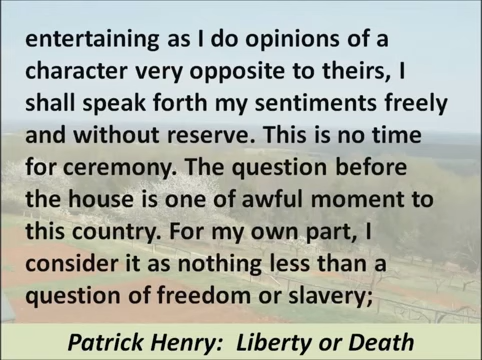 entertaining as I do opinions of a
character very opposite to theirs, I
shall speak forth my sentiments freely
and without reserve. This is no time
for ceremony. The question before
the house is one of awful moment to
this country. For my own part, I
consider it as nothing less than a
question of freedom or slavery;
Patrick Henry:  Liberty or Death